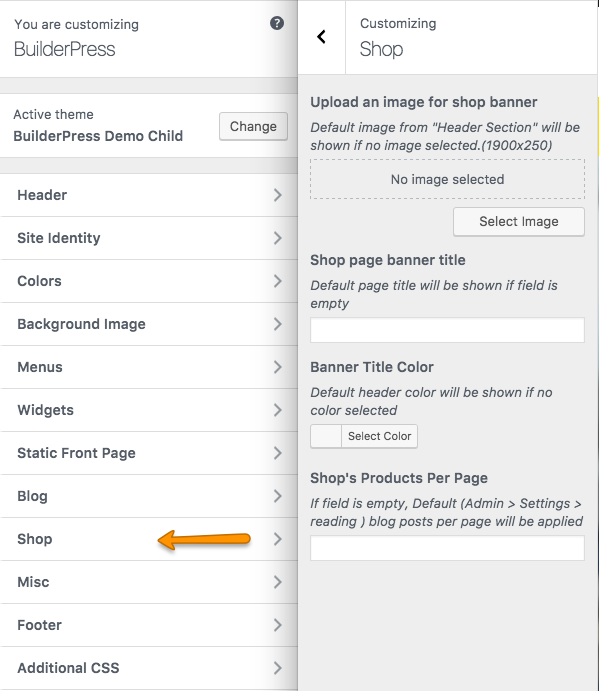 You are customizing
?
BuilderPress
Active theme
BuilderPress Demo Child
Change
Header
Site Identity
Colors
Background Image
Menus
Widgets
Static Front Page
Blog
Shop
Misc
Footer
Additional CSS
Customizing
Shop
Upload an image for shop banner
Default image from "Header Section" will be
shown if no image selected.(1900x250)
No image selected
Select Image
Shop page banner title
Default page title will be shown if field is
empty
Banner Title Color
Default header color will be shown if no
color selected
Select Color
Shop's Products Per Page
If field is empty, Default (Admin > Settings >
reading ) blog posts per page will be applied